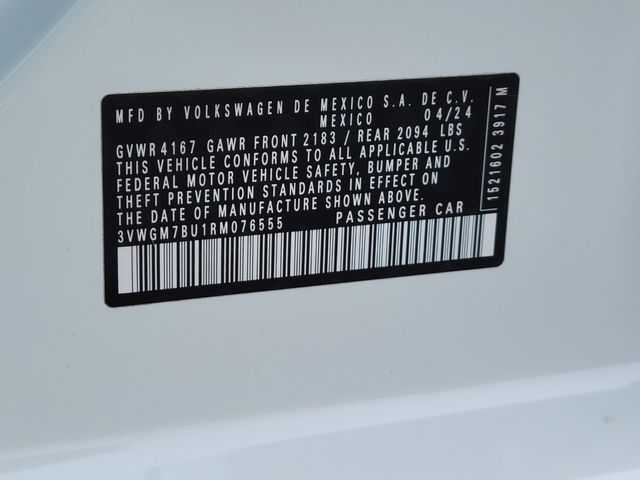 MFD BY VOLKSWAGEN DE MEXICO S.A. DE C.V.
MEXICO 04/24
GVWR 4167 GAWR FRONT 2183 / REAR 2094 LBS
THIS VEHICLE CONFORMS TO ALL APPLICABLE U.S.
FEDERAL MOTOR VEHICLE SAFETY, BUMPER AND
THEFT PREVENTION STANDARDS IN EFFECT ON
THE DATE OF MANUFACTURE SHOWN ABOVE.
3VWGM7BU1RM076555 PASSENGER CAR
1521602 3917 M